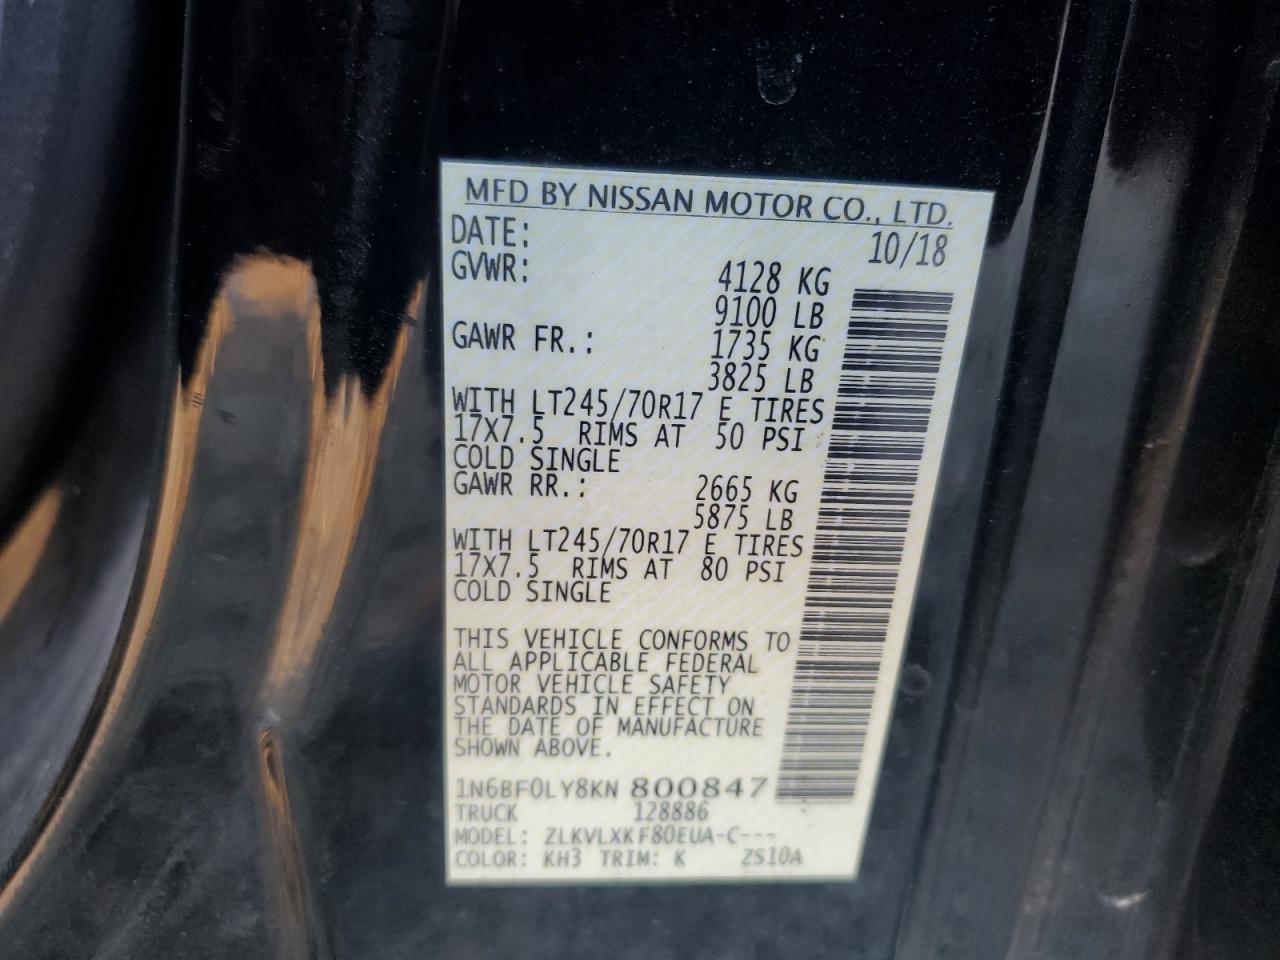 MFD BY NISSAN MOTOR CO., LTD.
DATE: 10/18
GVWR: 4128 KG
9100 LB
GAWR FR.: 1735 KG
3825 LB
WITH LT245/70R17 E TIRES
17X7.5 RIMS AT 50 PSI
COLD SINGLE
GAWR RR.: 2665 KG
5875 LB
WITH LT245/70R17 E TIRES
17X7.5 RIMS AT 80 PSI
COLD SINGLE
THIS VEHICLE CONFORMS TO
ALL APPLICABLE FEDERAL
MOTOR VEHICLE SAFETY
STANDARDS IN EFFECT ON
THE DATE OF MANUFACTURE
SHOWN ABOVE.
1N6BF0LY8KN 800847
TRUCK 128886
MODEL: ZLKVLXKF80EUA-C---
COLOR: KH3 TRIM: K ZS10A